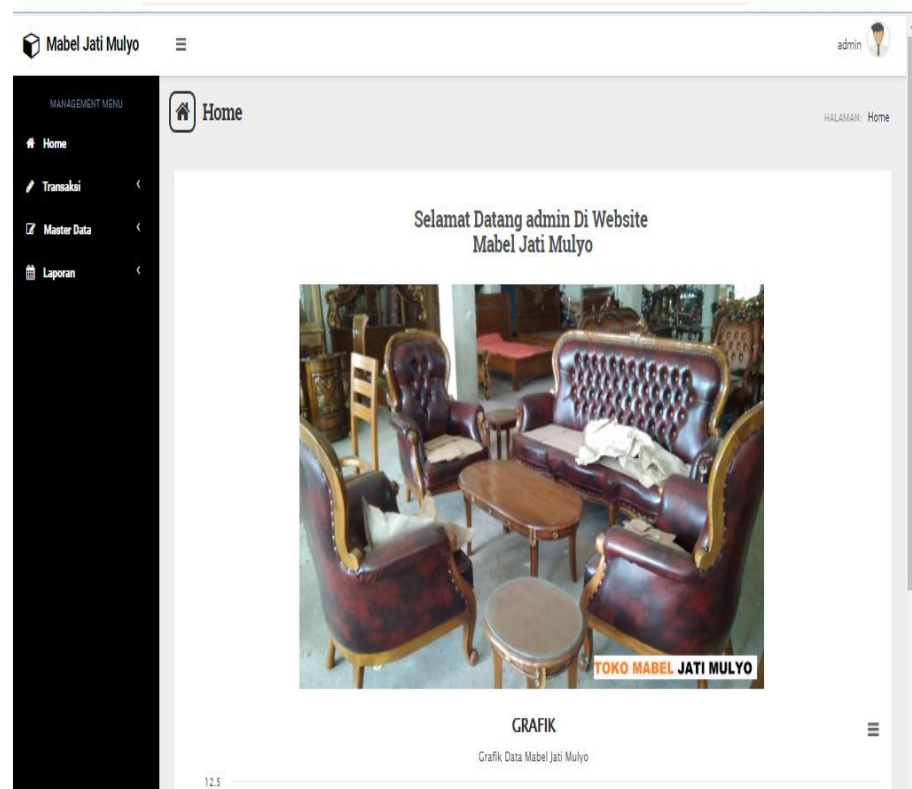 Mabel Jati Mulyo
admin
MANAGEMENT MENU
Home
Transaksi
Master Data
Laporan
Home
HALAMAN: Home
Selamat Datang admin Di Website
Mabel Jati Mulyo
TOKO MABEL JATI MULYO
GRAFIK
Grafik Data Mabel Jati Mulyo
12.5